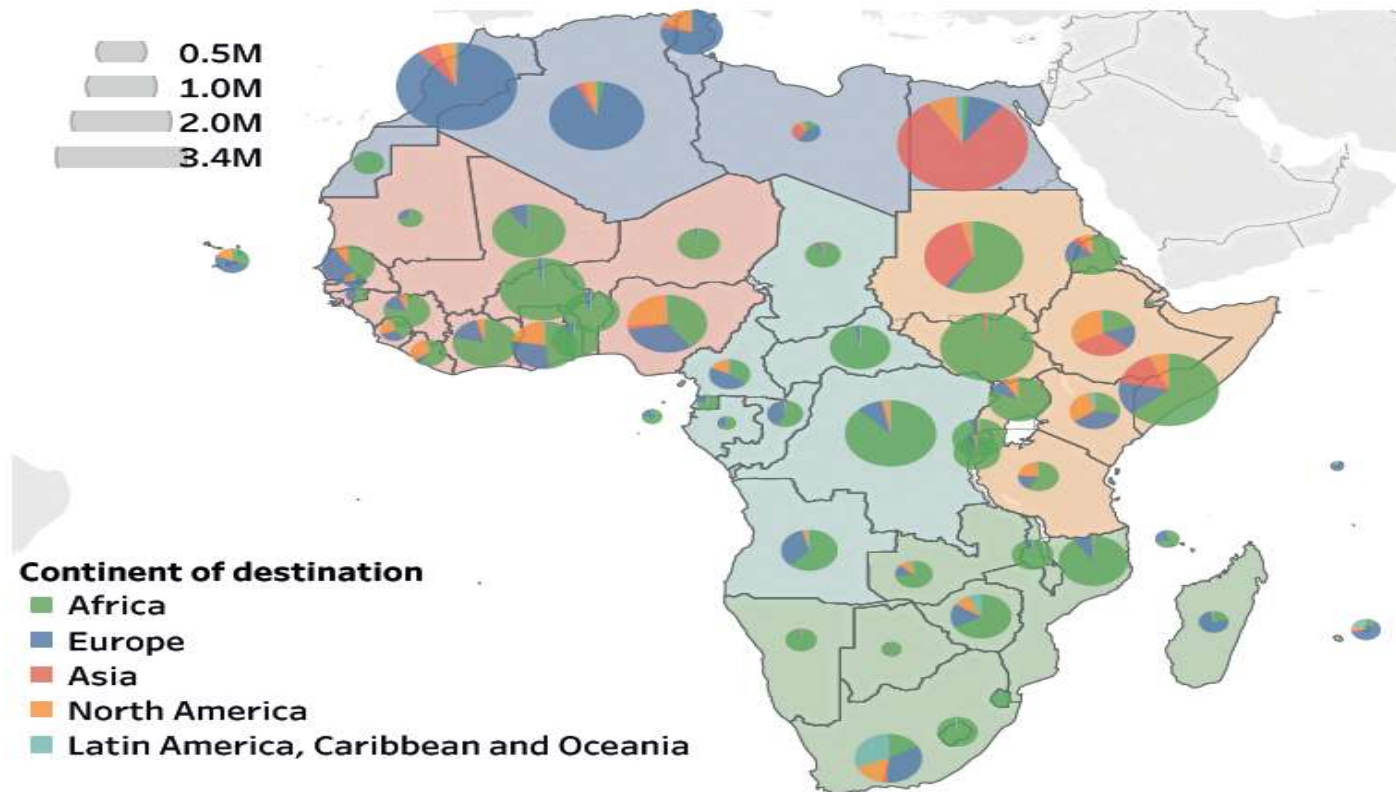 0.5M
1.0M
2.0M
3.4M
Continent of destination
Africa
Europe
Asia
North America
Latin America, Caribbean and Oceania